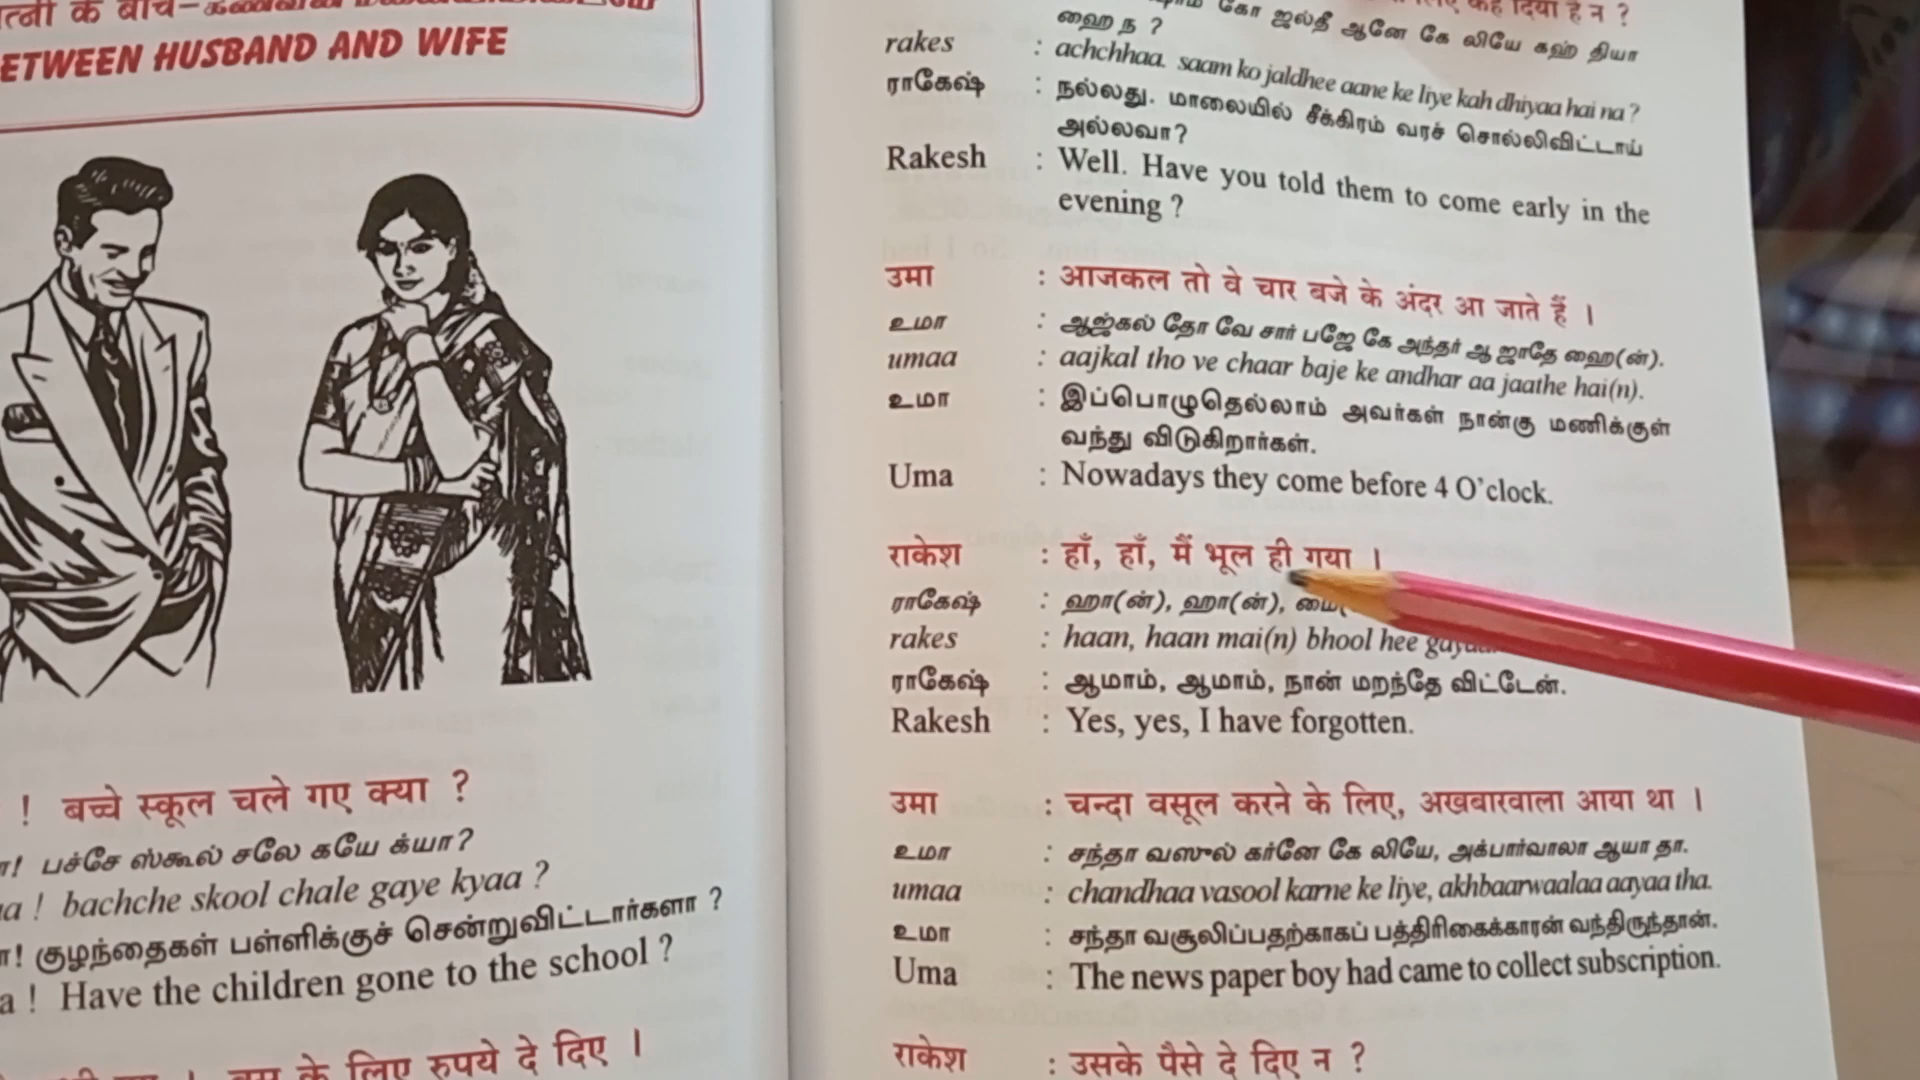 के बीच-
ETWEEN HUSBAND AND WIFE
! बच्चे स्कूल चले गए क्या ?
! பச்சே ஸ்கூல் சலே கயே க்யா?
a ! bachche skool chale gaye kyaa ?
! குழந்தைகள் பள்ளிக்குச் சென்றுவிட்டார்களா ?
a ! Have the children gone to the school ?
के लिए रुपये दे दिए ।
कह दिया है न ?
கோ ஜல்தீ ஆனே கே லியே கஹ் தியா
ஹை ந ?
rakes : achchhaa. saam ko jaldhee aane ke liye kah dhiyaa hai na ?
ராகேஷ் : நல்லது. மாலையில் சீக்கிரம் வரச் சொல்லிவிட்டாய்
அல்லவா?
Rakesh : Well. Have you told them to come early in the
evening ?
उमा : आजकल तो वे चार बजे के अंदर आ जाते हैं ।
உமா : ஆஜ்கல் தோ வே சார் பஜே கே அந்தர் ஆ ஜாதே ஹை(ன்).
umaa : aajkal tho ve chaar baje ke andhar aa jaathe hai(n).
உமா : இப்பொழுதெல்லாம் அவர்கள் நான்கு மணிக்குள்
வந்து விடுகிறார்கள்.
Uma : Nowadays they come before 4 O'clock.
राकेश : हाँ, हाँ, मैं भूल ही गया ।
ராகேஷ் : ஹா(ன்), ஹா(ன்),
rakes : haan, haan mai(n) bhool hee
ராகேஷ் : ஆமாம், ஆமாம், நான் மறந்தே விட்டேன்.
Rakesh : Yes, yes, I have forgotten.
उमा : चन्दा वसूल करने के लिए, अखबारवाला आया था ।
உமா : சந்தா வஸுல் கர்னே கே லியே, அக்பார்வாலா ஆயா தா.
umaa : chandhaa vasool karne ke liye, akhbaarwaalaa aayaa tha.
உமா : சந்தா வசூலிப்பதற்காகப் பத்திரிகைக்காரன் வந்திருந்தான்.
Uma : The news paper boy had came to collect subscription.
राकेश : उसके पैसे दे दिए न ?